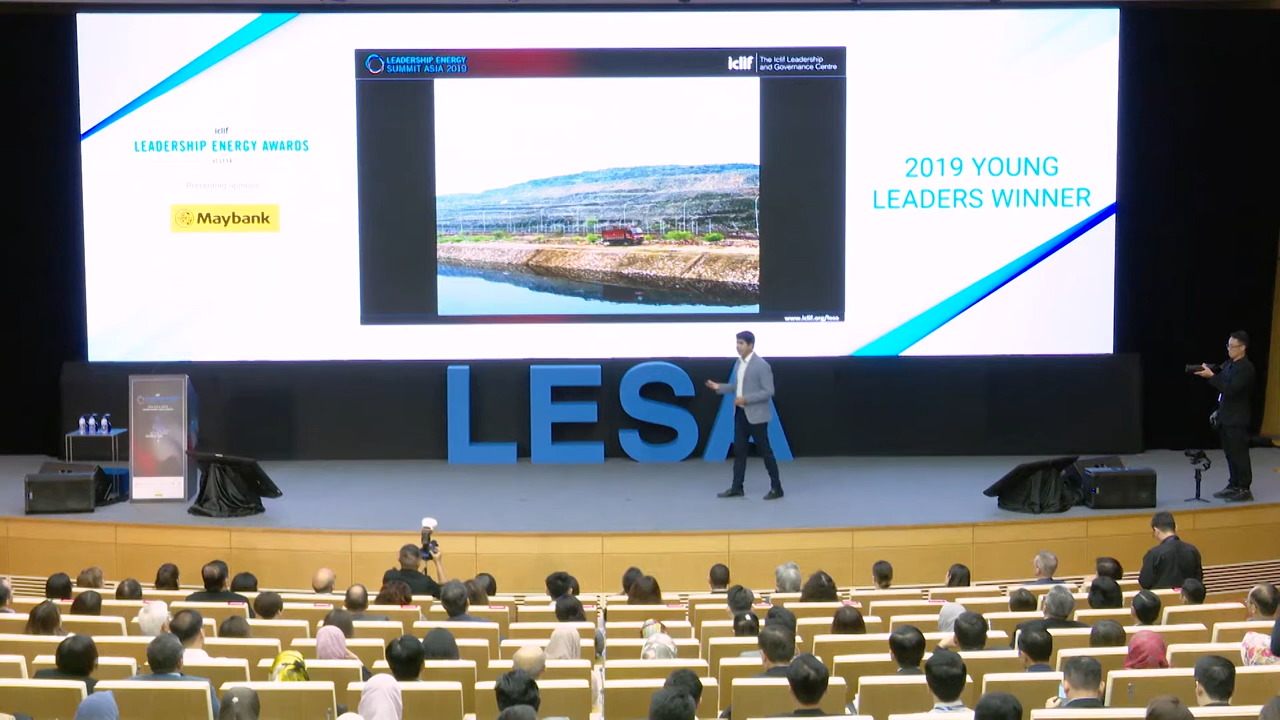 LEADERSHIP ENERGY
SUMMIT ASIA 2019
iclif
The Iclif Leadership
and Governance Centre
iclif
LEADERSHIP ENERGY AWARDS
Maybank
2019 YOUNG
LEADERS WINNER
www.iclif.org/lesa
LESA